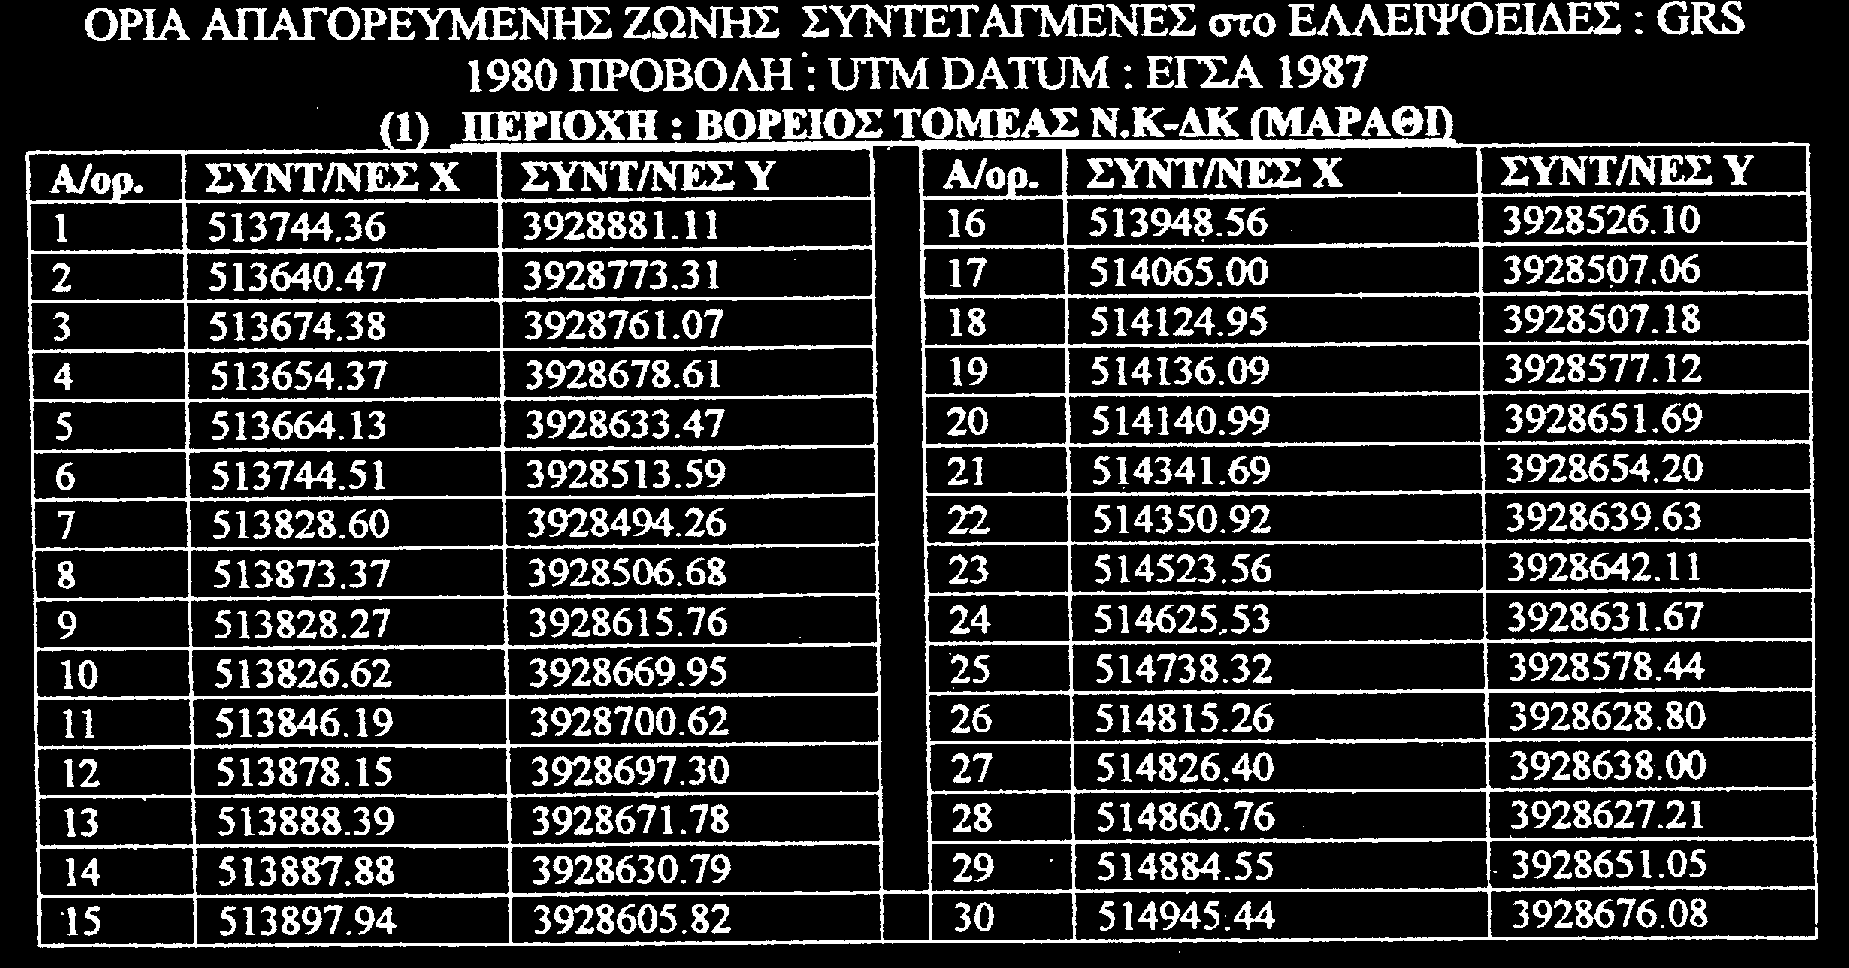 ΟΡΙΑ ΑΠΑΓΟΡΕΥΜΕΝΗΣ ΖΩΝΗΣ ΣΥΝΤΕΤΑΓΜΕΝΕΣ στο ΕΛΛΕΙΨΟΕΙΔΕΣ : GRS
1980 ΠΡΟΒΟΛΗ : UTM DATUM : ΕΓΣΑ 1987
(1) ΠΕΡΙΟΧΗ : ΒΟΡΕΙΟΣ ΤΟΜΕΑΣ Ν.Κ-ΔΚ (ΜΑΡΑΘΙ)
Α/ορ. ΣΥΝΤ/ΝΕΣ Χ ΣΥΝΤ/ΝΕΣ Υ Α/ορ. ΣΥΝΤ/ΝΕΣ Χ ΣΥΝΤ/ΝΕΣ Υ
1 513744.36 3928881.11 16 513948.56 3928526.10
2 513640.47 3928773.31 17 514065.00 3928507.06
3 513674.38 3928761.07 18 514124.95 3928507.18
4 513654.37 3928678.61 19 514136.09 3928577.12
5 513664.13 3928633.47 20 514140.99 3928651.69
6 513744.51 3928513.59 21 514341.69 3928654.20
7 513828.60 3928494.26 22 514350.92 3928639.63
8 513873.37 3928506.68 23 514523.56 3928642.11
9 513828.27 3928615.76 24 514625.53 3928631.67
10 513826.62 3928669.95 25 514738.32 3928578.44
11 513846.19 3928700.62 26 514815.26 3928628.80
12 513878.15 3928697.30 27 514826.40 3928638.00
13 513888.39 3928671.78 28 514860.76 3928627.21
14 513887.88 3928630.79 29 514884.55 3928651.05
15 513897.94 3928605.82 30 514945.44 3928676.08